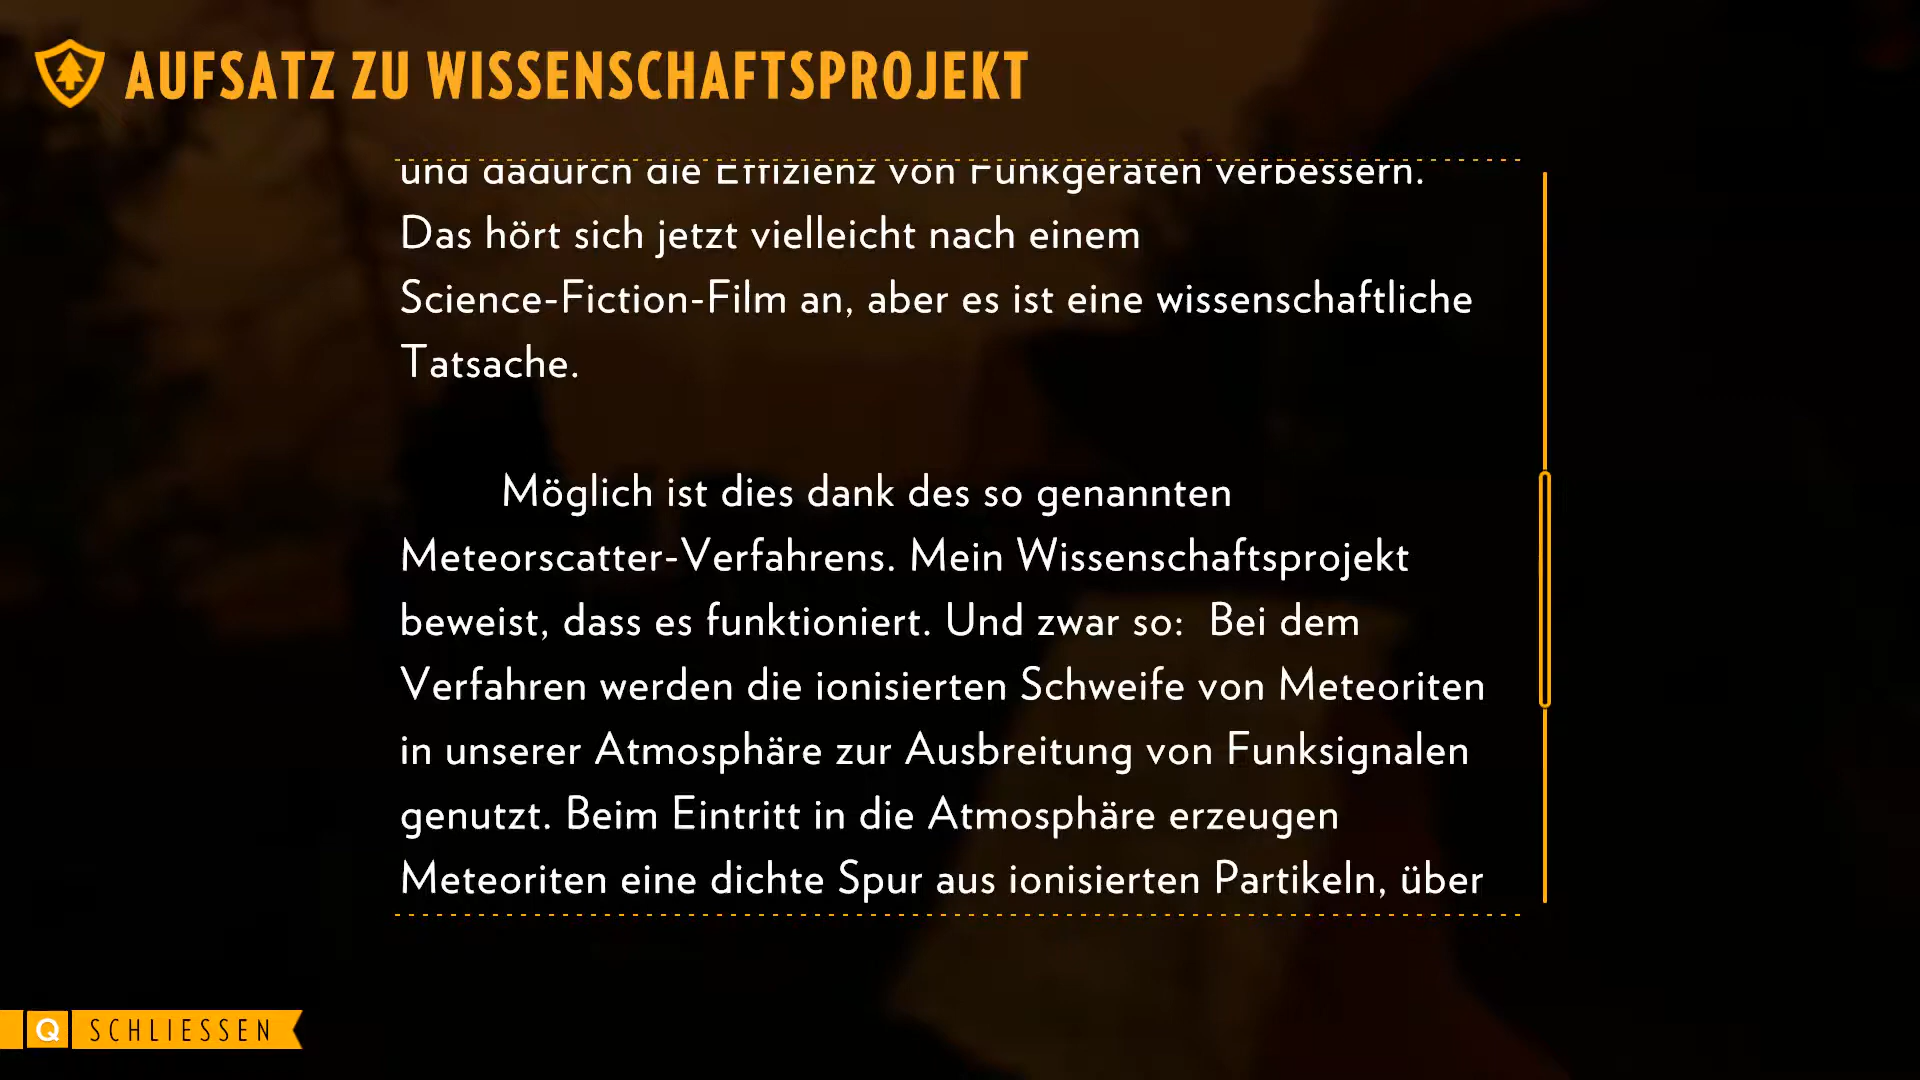 AUFSATZ ZU WISSENSCHAFTSPROJEKT
und dadurch die Effizienz von Funkgeräten verbessern.
Das hört sich jetzt vielleicht nach einem
Science-Fiction-Film an, aber es ist eine wissenschaftliche
Tatsache.
Möglich ist dies dank des so genannten
Meteorscatter-Verfahrens. Mein Wissenschaftsprojekt
beweist, dass es funktioniert. Und zwar so:  Bei dem
Verfahren werden die ionisierten Schweife von Meteoriten
in unserer Atmosphäre zur Ausbreitung von Funksignalen
genutzt. Beim Eintritt in die Atmosphäre erzeugen
Meteoriten eine dichte Spur aus ionisierten Partikeln, über
Q SCHLIESSEN